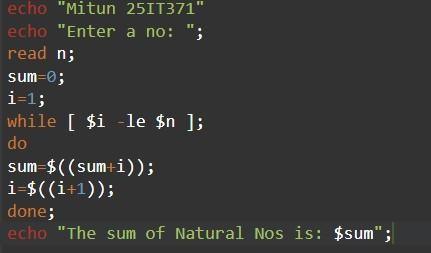 echo "Mitun 25IT371"
echo "Enter a no: ";
read n;
sum=0;
i=1;
while [ $i -le $n ];
do
sum=$((sum+i));
i=$((i+1));
done;
echo "The sum of Natural Nos is: $sum";